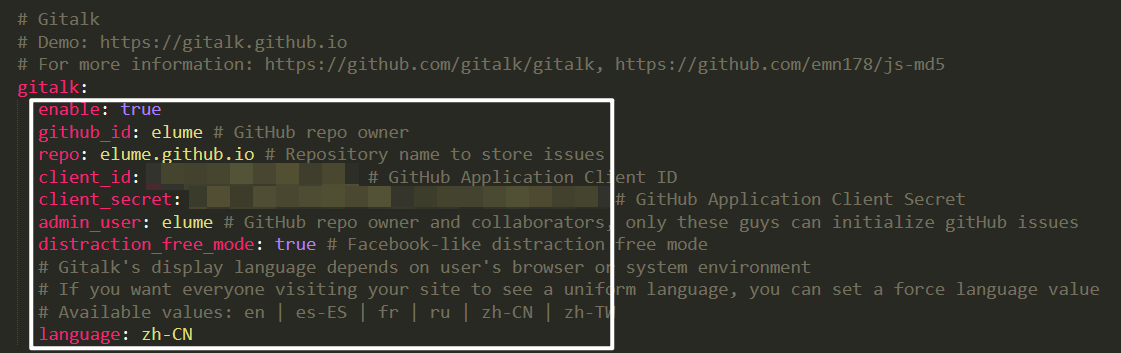 # Gitalk
# Demo: https://gitalk.github.io
# For more information: https://github.com/gitalk/gitalk, https://github.com/emn178/js-md5
gitalk:
enable: true
github_id: elume # GitHub repo owner
repo: elume.github.io # Repository name to store issues
client_id: # GitHub Application Client ID
client_secret: # GitHub Application Client Secret
admin_user: elume # GitHub repo owner and collaborators, only these guys can initialize gitHub issues
distraction_free_mode: true # Facebook-like distraction free mode
# Gitalk's display language depends on user's browser or system environment
# If you want everyone visiting your site to see a uniform language, you can set a force language value
# Available values: en | es-ES | fr | ru | zh-CN | zh-TW
language: zh-CN